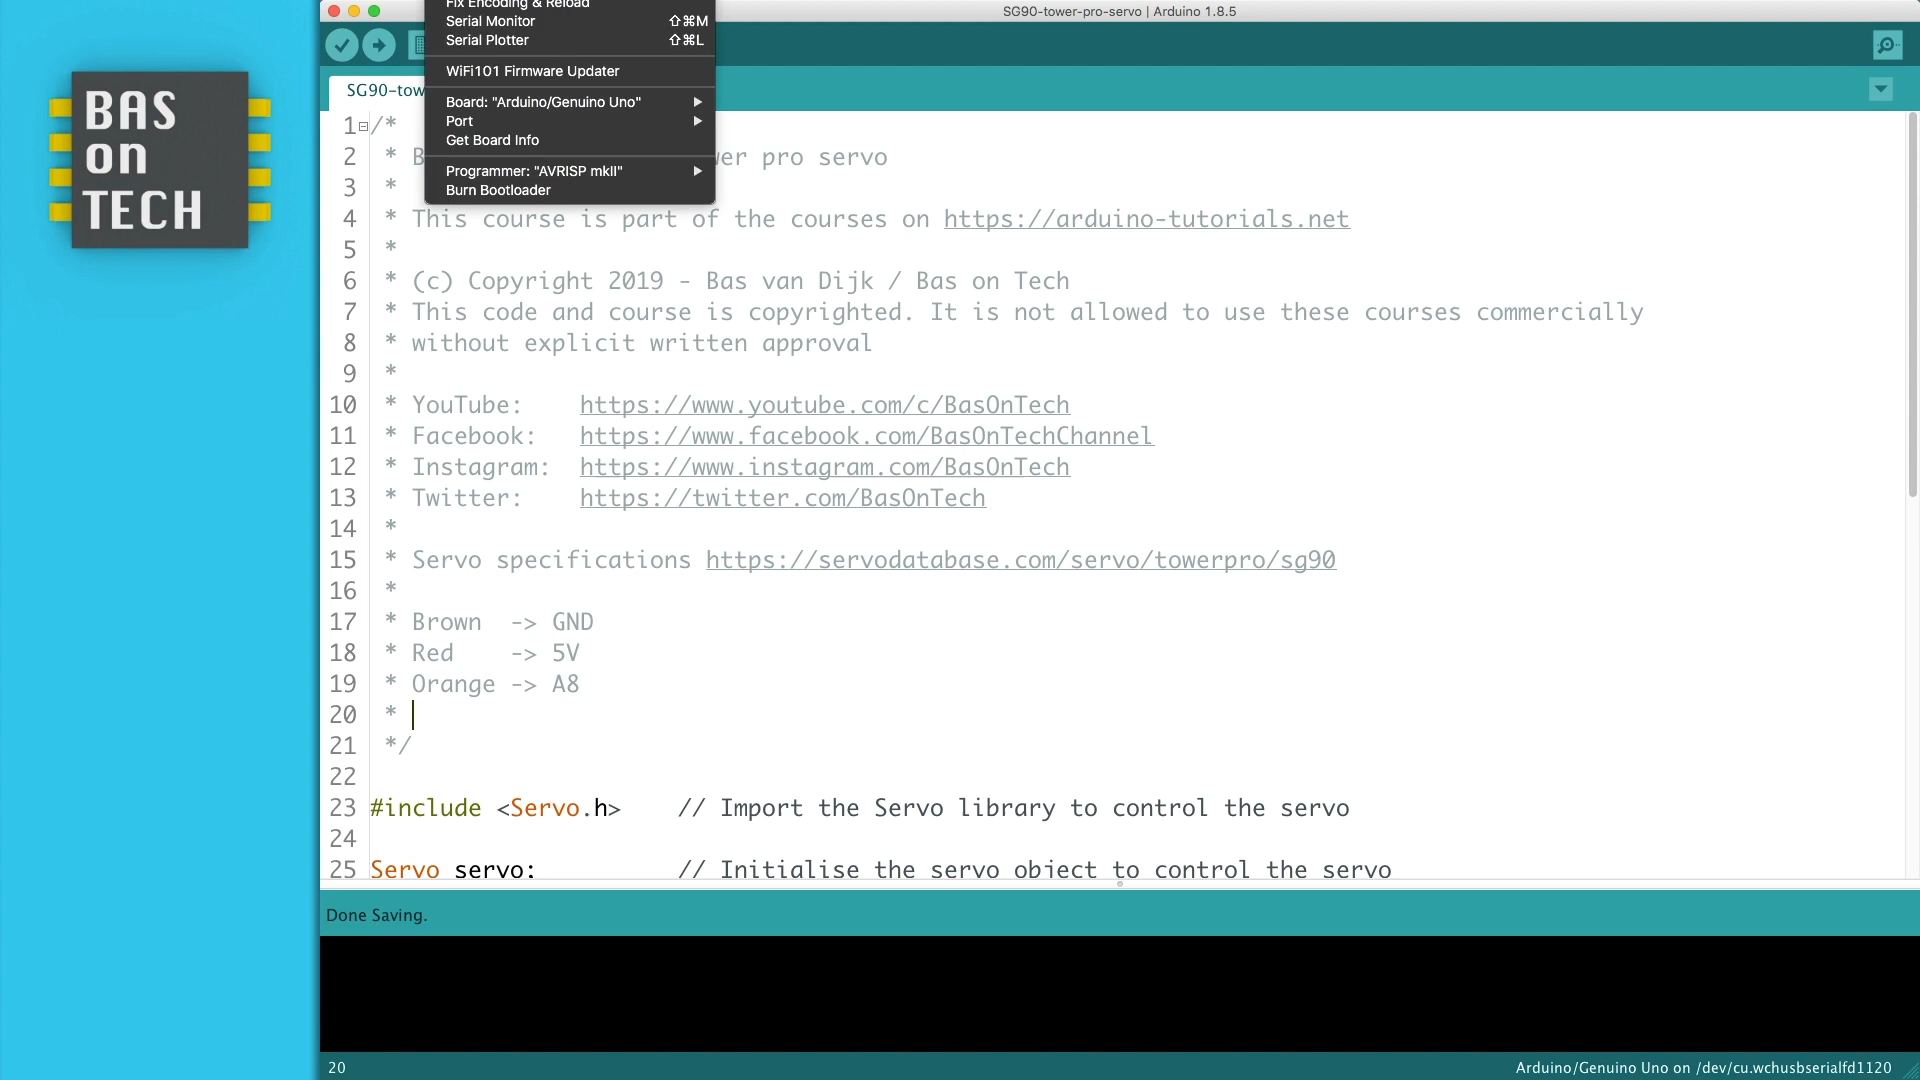 BAS
on
TECH
SG90-tower-pro-servo | Arduino 1.8.5
Fix Encoding & Reload
Serial Monitor ⇧⌘M
Serial Plotter ⇧⌘L
WiFi101 Firmware Updater
Board: "Arduino/Genuino Uno"
Port
Get Board Info
Programmer: "AVRISP mkII"
Burn Bootloader
SG90-tow
1 /*
2 * B wer pro servo
3 *
4 * This course is part of the courses on https://arduino-tutorials.net
5 *
6 * (c) Copyright 2019 - Bas van Dijk / Bas on Tech
7 * This code and course is copyrighted. It is not allowed to use these courses commercially
8 * without explicit written approval
9 *
10 * YouTube: https://www.youtube.com/c/BasOnTech
11 * Facebook: https://www.facebook.com/BasOnTechChannel
12 * Instagram: https://www.instagram.com/BasOnTech
13 * Twitter: https://twitter.com/BasOnTech
14 *
15 * Servo specifications https://servodatabase.com/servo/towerpro/sg90
16 *
17 * Brown -> GND
18 * Red -> 5V
19 * Orange -> A8
20 *
21 */
22
23 #include <Servo.h> // Import the Servo library to control the servo
24
25 Servo servo; // Initialise the servo object to control the servo
Done Saving.
20
Arduino/Genuino Uno on /dev/cu.wchusbserialfd1120